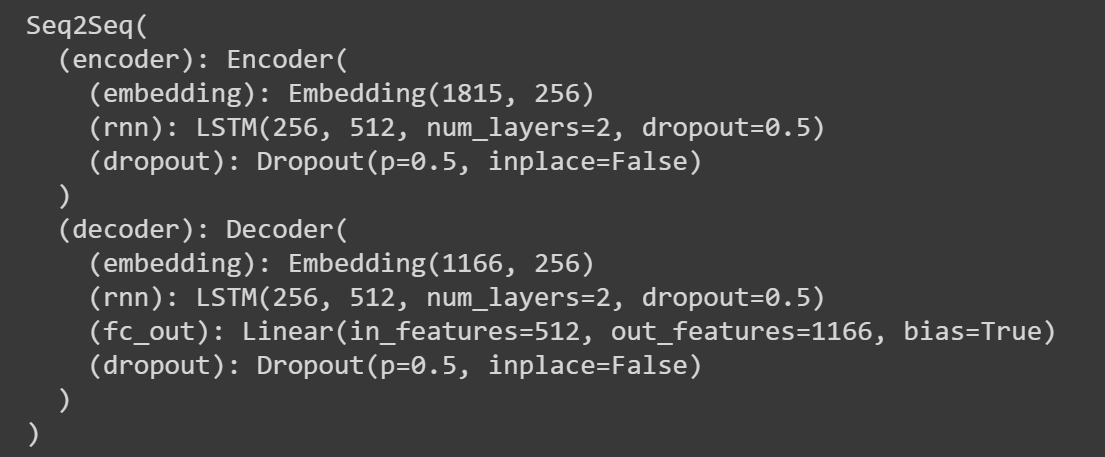 Seq2Seq(
  (encoder): Encoder(
    (embedding): Embedding(1815, 256)
    (rnn): LSTM(256, 512, num_layers=2, dropout=0.5)
    (dropout): Dropout(p=0.5, inplace=False)
  )
  (decoder): Decoder(
    (embedding): Embedding(1166, 256)
    (rnn): LSTM(256, 512, num_layers=2, dropout=0.5)
    (fc_out): Linear(in_features=512, out_features=1166, bias=True)
    (dropout): Dropout(p=0.5, inplace=False)
  )
)